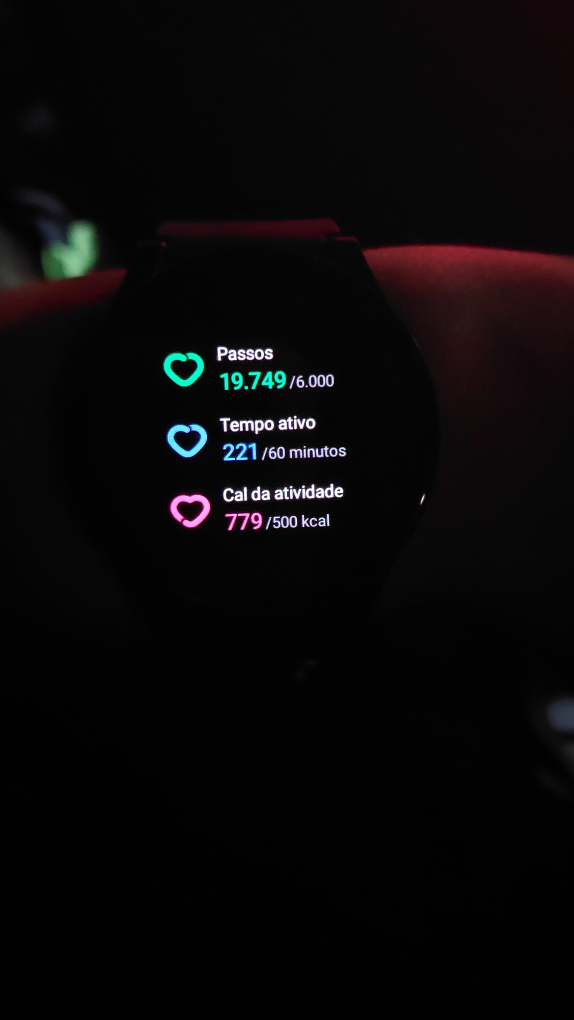 Passos
19.749/6.000
Tempo ativo
221/60 minutos
Cal da atividade
779/500 kcal